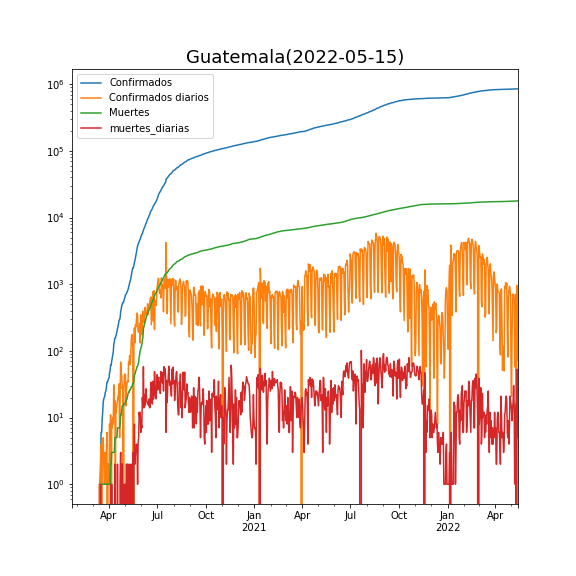 Guatemala(2022-05-15)
Confirmados
Confirmados diarios
Muertes
muertes_diarias
10⁶
10⁵
10⁴
10³
10²
10¹
10⁰
Apr Jul Oct Jan Apr Jul Oct Jan Apr
2021 2022